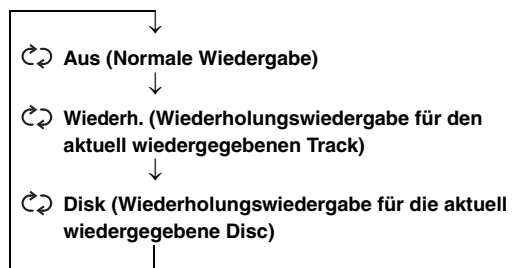 Aus (Normale Wiedergabe)
Wiederh. (Wiederholungswiedergabe für den
aktuell wiedergegebenen Track)
Disk (Wiederholungswiedergabe für die aktuell
wiedergegebene Disc)